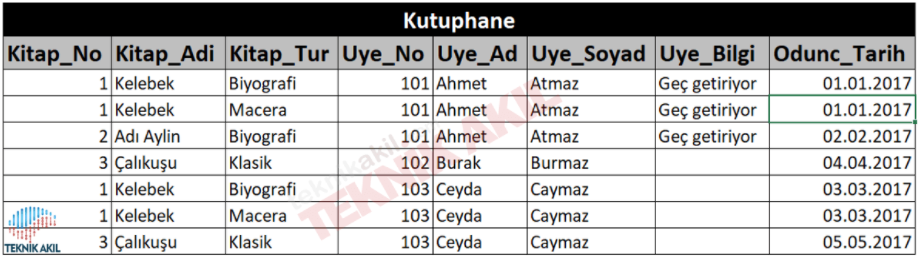 Kutuphane
Kitap_No Kitap_Adi Kitap_Tur Uye_No Uye_Ad Uye_Soyad Uye_Bilgi Odunc_Tarih
1 Kelebek Biyografi 101 Ahmet Atmaz Geç getiriyor 01.01.2017
1 Kelebek Macera 101 Ahmet Atmaz Geç getiriyor 01.01.2017
2 Adı Aylin Biyografi 101 Ahmet Atmaz Geç getiriyor 02.02.2017
3 Çalıkuşu Klasik 102 Burak Burmaz 04.04.2017
1 Kelebek Biyografi 103 Ceyda Caymaz 03.03.2017
1 Kelebek Macera 103 Ceyda Caymaz 03.03.2017
3 Çalıkuşu Klasik 103 Ceyda Caymaz 05.05.2017
teknikakil
TEKNİK AKIL
TEKNİK AKIL